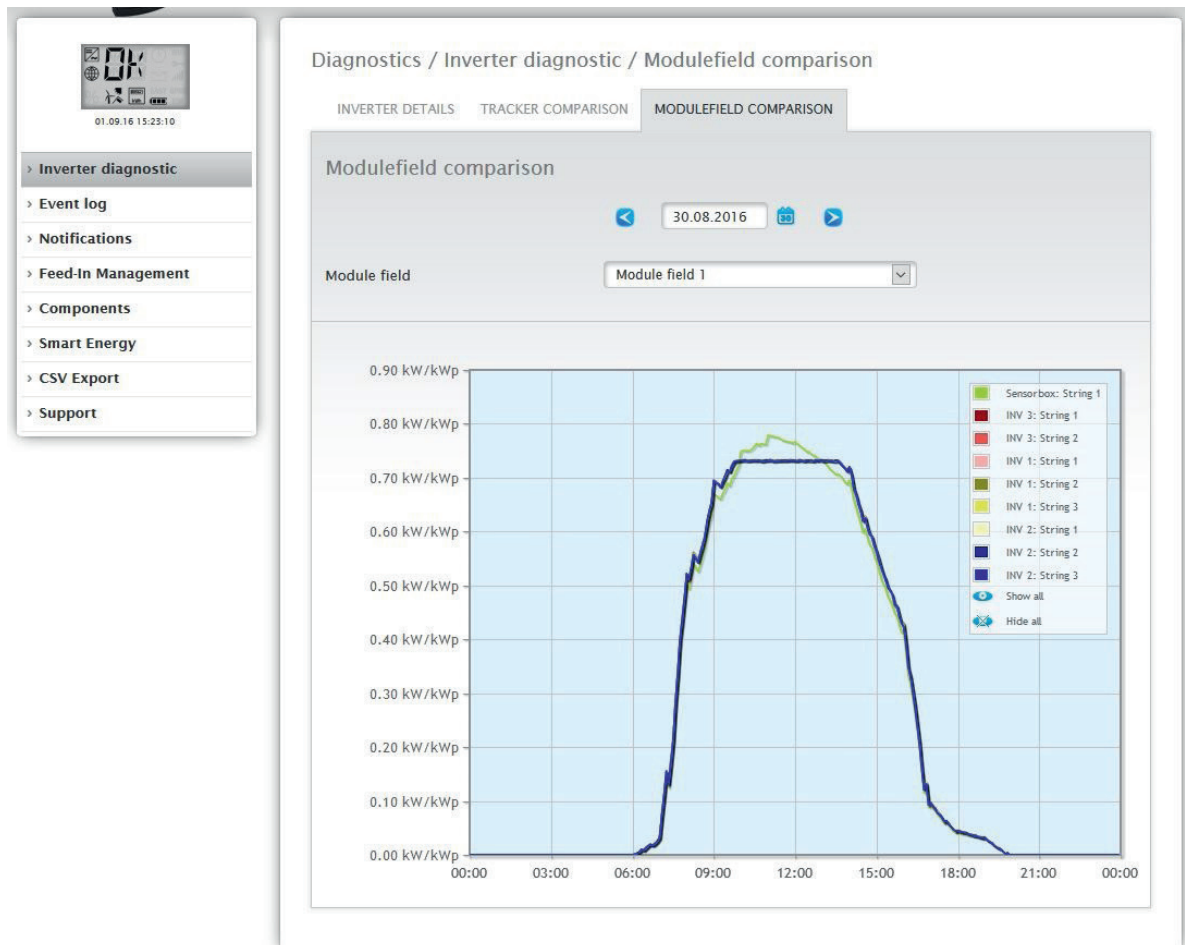 OK
01.09.16 15:23:10
› Inverter diagnostic
› Event log
› Notifications
› Feed-In Management
› Components
› Smart Energy
› CSV Export
› Support
Diagnostics / Inverter diagnostic / Modulefield comparison
INVERTER DETAILS TRACKER COMPARISON MODULEFIELD COMPARISON
Modulefield comparison
30.08.2016
Module field Module field 1
0.90 kW/kWp
0.80 kW/kWp
0.70 kW/kWp
0.60 kW/kWp
0.50 kW/kWp
0.40 kW/kWp
0.30 kW/kWp
0.20 kW/kWp
0.10 kW/kWp
0.00 kW/kWp
00:00 03:00 06:00 09:00 12:00 15:00 18:00 21:00 00:00
Sensorbox: String 1
INV 3: String 1
INV 3: String 2
INV 1: String 1
INV 1: String 2
INV 1: String 3
INV 2: String 1
INV 2: String 2
INV 2: String 3
Show all
Hide all